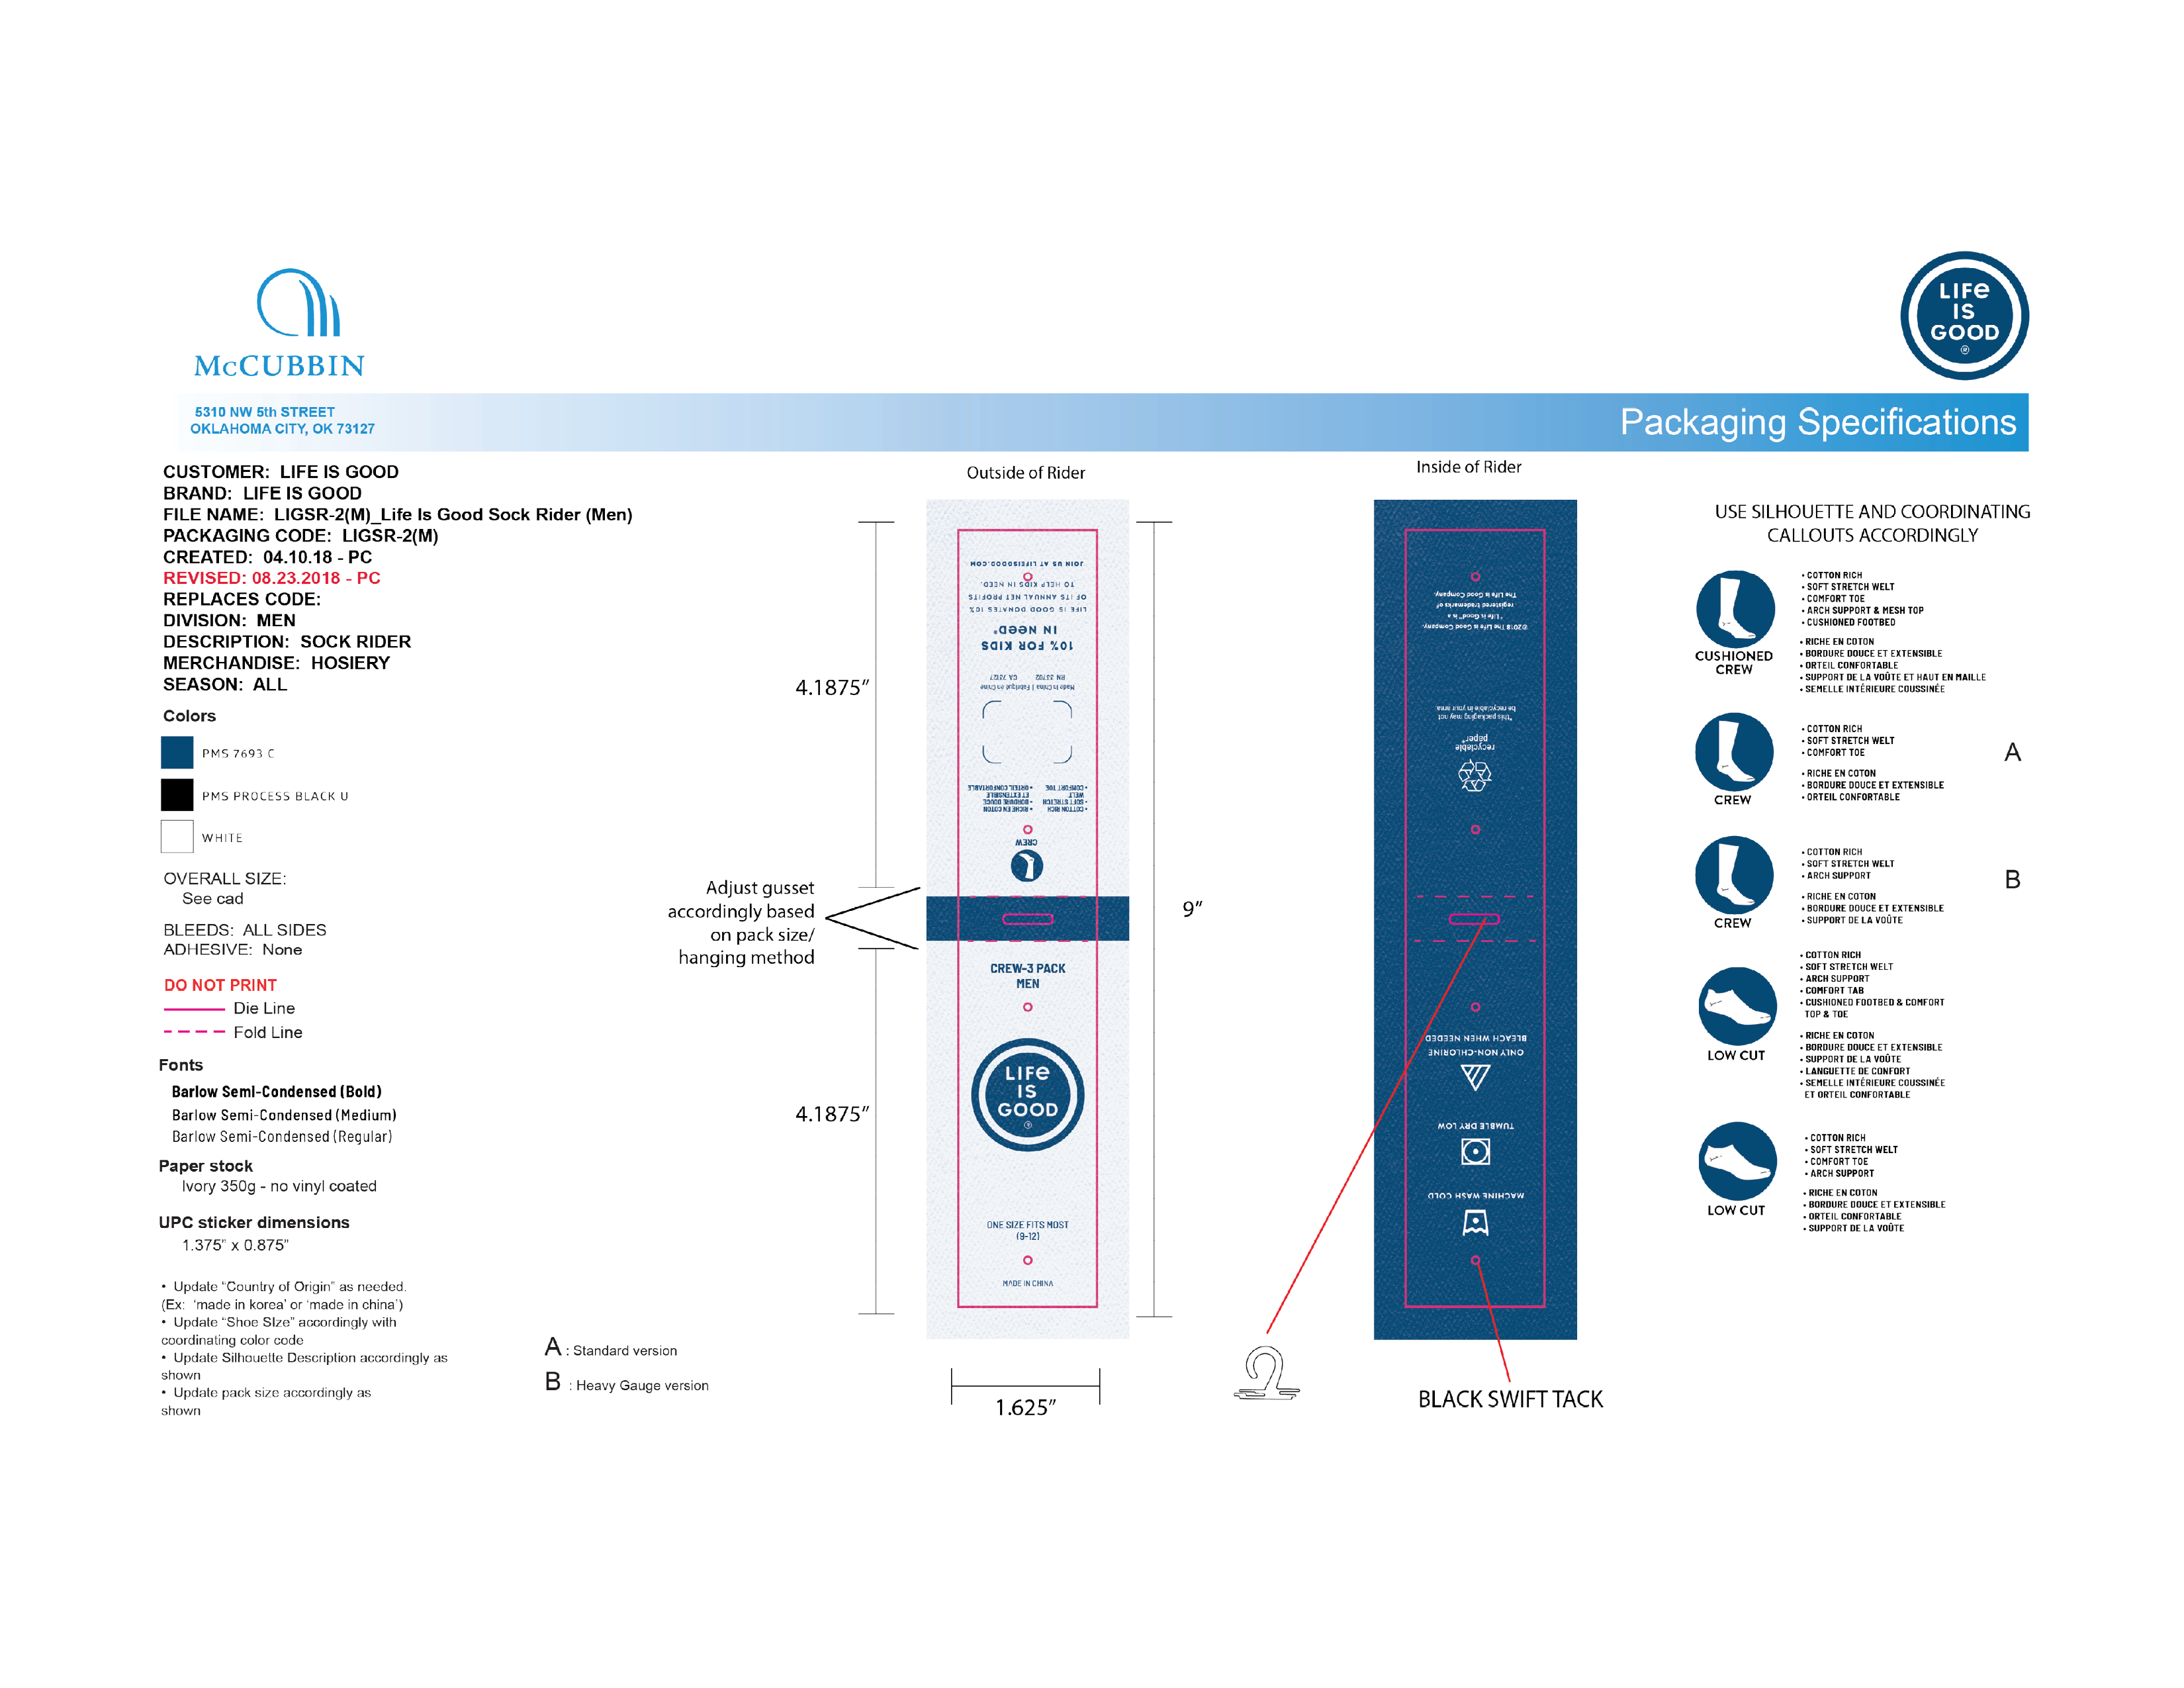 McCUBBIN
LIFe
IS
GOOD
®
5310 NW 5th STREET
OKLAHOMA CITY, OK 73127
Packaging Specifications
CUSTOMER: LIFE IS GOOD
BRAND: LIFE IS GOOD
FILE NAME: LIGSR-2(M)_Life Is Good Sock Rider (Men)
PACKAGING CODE: LIGSR-2(M)
CREATED: 04.10.18 - PC
REVISED: 08.23.2018 - PC
REPLACES CODE:
DIVISION: MEN
DESCRIPTION: SOCK RIDER
MERCHANDISE: HOSIERY
SEASON: ALL
Colors
PMS 7693 C
PMS PROCESS BLACK U
WHITE
OVERALL SIZE:
See cad
BLEEDS: ALL SIDES
ADHESIVE: None
DO NOT PRINT
Die Line
Fold Line
Fonts
Barlow Semi-Condensed (Bold)
Barlow Semi-Condensed (Medium)
Barlow Semi-Condensed (Regular)
Paper stock
Ivory 350g - no vinyl coated
UPC sticker dimensions
1.375" x 0.875"
• Update "Country of Origin" as needed.
(Ex: 'made in korea' or 'made in china')
• Update "Shoe SIze" accordingly with
coordinating color code
• Update Silhouette Description accordingly as
shown
• Update pack size accordingly as
shown
A : Standard version
B : Heavy Gauge version
4.1875"
Adjust gusset
accordingly based
on pack size/
hanging method
4.1875"
Outside of Rider
JOIN US AT LIFEISGOOD.COM
TO HELP KIDS IN NEED.
OF ITS ANNUAL NET PROFITS
LIFE IS GOOD DONATES 10%
IN NeeD®
10% FOR KIDS
RN 33702 CA 73727
Made in China | Fabriqué en Chine
• COMFORT TOE • ORTEIL CONFORTABLE
WELT ET EXTENSIBLE
• SOFT STRETCH • BORDURE DOUCE
• COTTON RICH • RICHE EN COTON
CREW
CREW-3 PACK
MEN
LIFe
IS
GOOD
®
ONE SIZE FITS MOST
(9-12)
MADE IN CHINA
9"
1.625"
Inside of Rider
The Life is Good Company.
registered trademarks of
"Life is Good" is a
©2018 The Life is Good Company.
be recyclable in your area
*this packaging may not
paper*
recyclable
BLEACH WHEN NEEDED
ONLY NON-CHLORINE
TUMBLE DRY LOW
MACHINE WASH COLD
BLACK SWIFT TACK
USE SILHOUETTE AND COORDINATING
CALLOUTS ACCORDINGLY
CUSHIONED
CREW
• COTTON RICH
• SOFT STRETCH WELT
• COMFORT TOE
• ARCH SUPPORT & MESH TOP
• CUSHIONED FOOTBED
• RICHE EN COTON
• BORDURE DOUCE ET EXTENSIBLE
• ORTEIL CONFORTABLE
• SUPPORT DE LA VOÛTE ET HAUT EN MAILLE
• SEMELLE INTÉRIEURE COUSSINÉE
CREW
• COTTON RICH
• SOFT STRETCH WELT
• COMFORT TOE
• RICHE EN COTON
• BORDURE DOUCE ET EXTENSIBLE
• ORTEIL CONFORTABLE
A
CREW
• COTTON RICH
• SOFT STRETCH WELT
• ARCH SUPPORT
• RICHE EN COTON
• BORDURE DOUCE ET EXTENSIBLE
• SUPPORT DE LA VOÛTE
B
LOW CUT
• COTTON RICH
• SOFT STRETCH WELT
• ARCH SUPPORT
• COMFORT TAB
• CUSHIONED FOOTBED & COMFORT
TOP & TOE
• RICHE EN COTON
• BORDURE DOUCE ET EXTENSIBLE
• SUPPORT DE LA VOÛTE
• LANGUETTE DE CONFORT
• SEMELLE INTÉRIEURE COUSSINÉE
ET ORTEIL CONFORTABLE
LOW CUT
• COTTON RICH
• SOFT STRETCH WELT
• COMFORT TOE
• ARCH SUPPORT
• RICHE EN COTON
• BORDURE DOUCE ET EXTENSIBLE
• ORTEIL CONFORTABLE
• SUPPORT DE LA VOÛTE